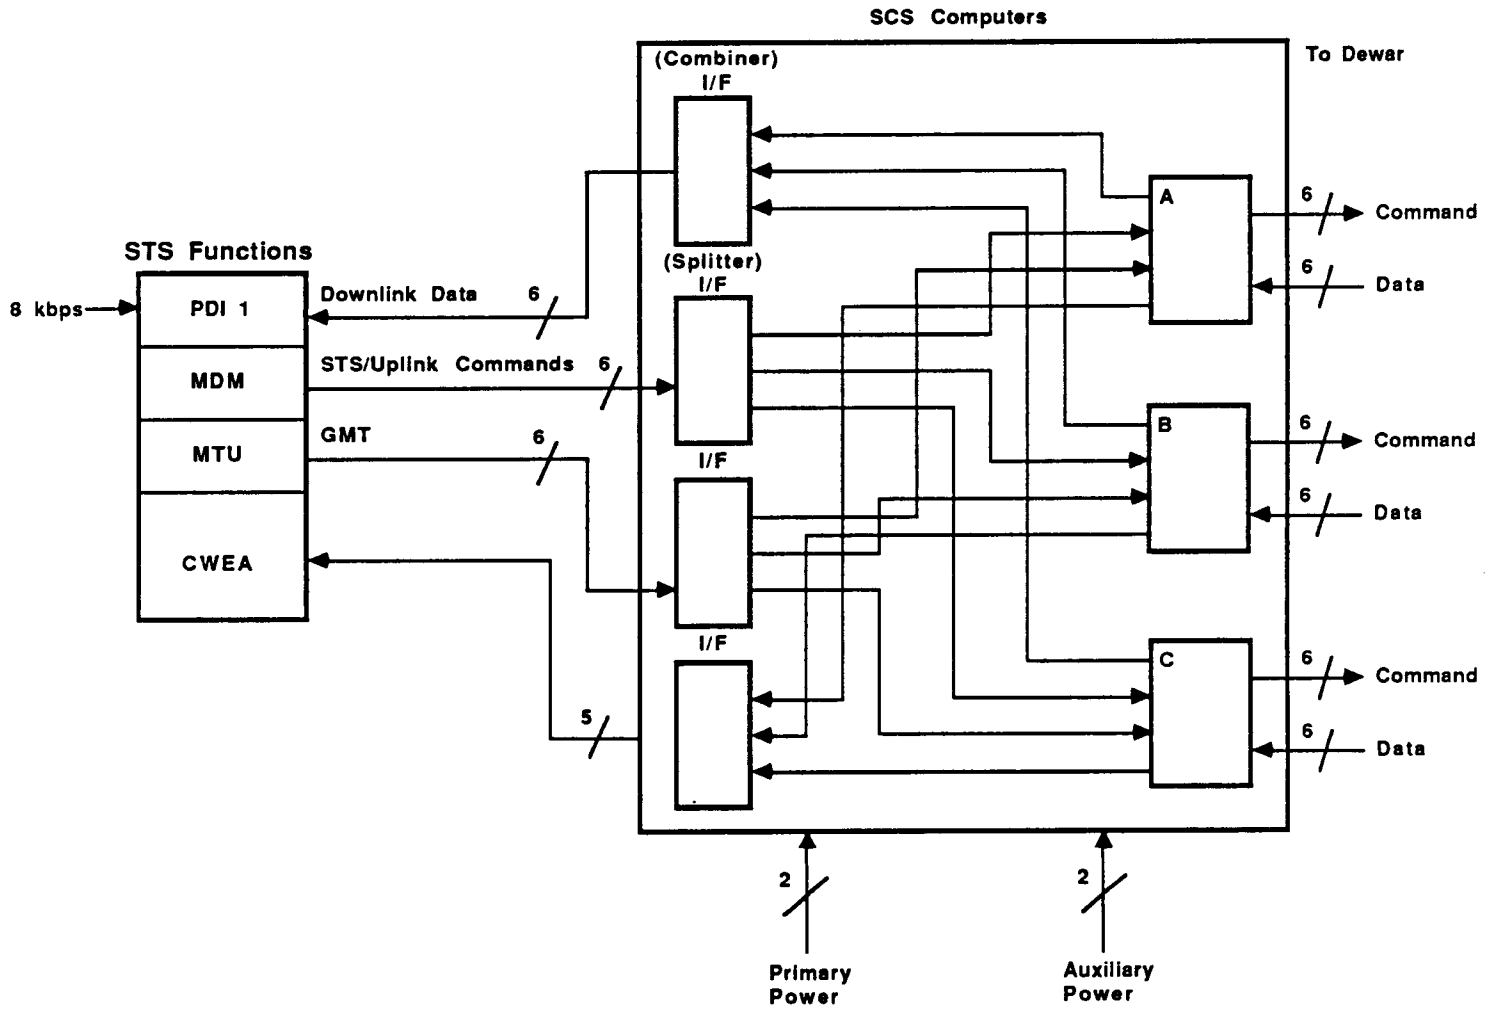 SCS Computers
To Dewar
(Combiner)
I/F
A
6
Command
6
Data
STS Functions
(Splitter)
I/F
8 kbps
PDI 1
Downlink Data
6
MDM
STS/Uplink Commands
6
MTU
GMT
6
I/F
B
6
Command
6
Data
CWEA
I/F
5
C
6
Command
6
Data
2
2
Primary
Power
Auxiliary
Power